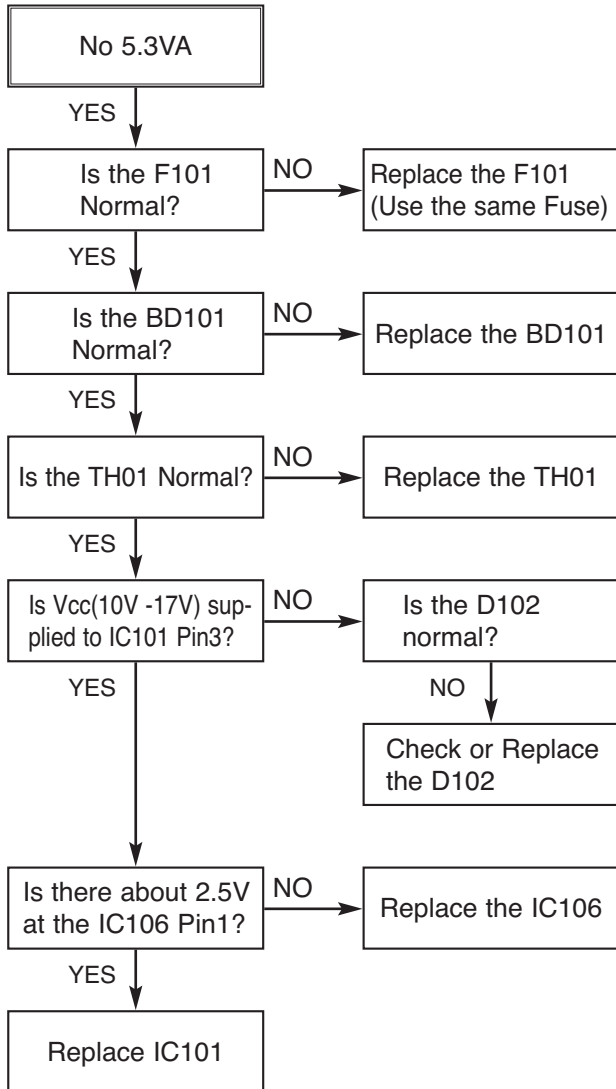 No 5.3VA
YES
Is the F101
Normal?
NO
Replace the F101
(Use the same Fuse)
YES
Is the BD101
Normal?
NO
Replace the BD101
YES
Is the TH01 Normal?
NO
Replace the TH01
YES
Is Vcc(10V -17V) sup-
plied to IC101 Pin3?
NO
Is the D102
normal?
YES
NO
Check or Replace
the D102
Is there about 2.5V
at the IC106 Pin1?
NO
Replace the IC106
YES
Replace IC101